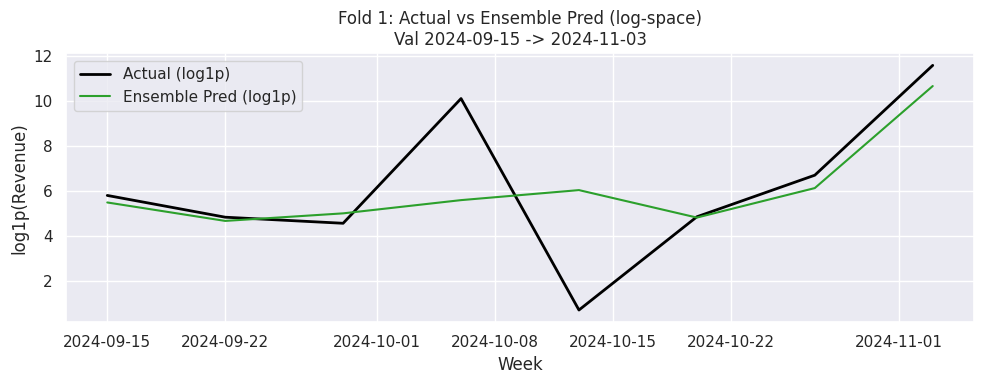 Fold 1: Actual vs Ensemble Pred (log-space)
Val 2024-09-15 -> 2024-11-03
Actual (log1p)
Ensemble Pred (log1p)
log1p(Revenue)
12
10
8
6
4
2
2024-09-15 2024-09-22 2024-10-01 2024-10-08 2024-10-15 2024-10-22 2024-11-01
Week